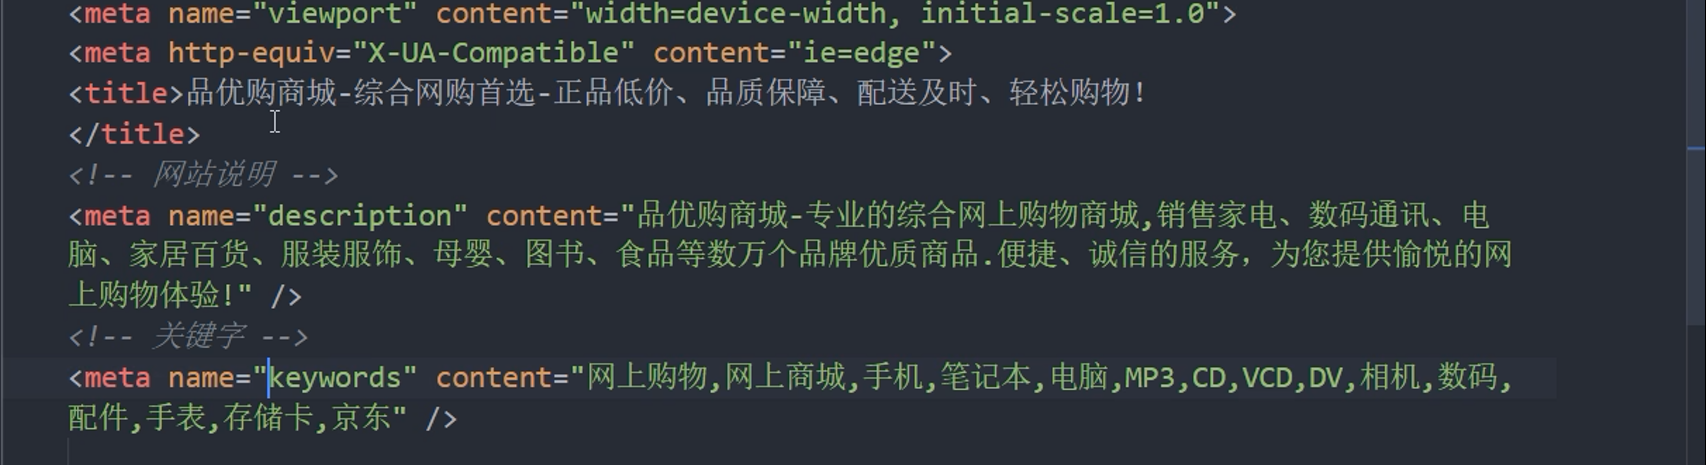 <meta name="viewport" content="width=device-width, initial-scale=1.0">
<meta http-equiv="X-UA-Compatible" content="ie=edge">
<title>品优购商城-综合网购首选-正品低价、品质保障、配送及时、轻松购物!
</title>
<!-- 网站说明 -->
<meta name="description" content="品优购商城-专业的综合网上购物商城,销售家电、数码通讯、电
脑、家居百货、服装服饰、母婴、图书、食品等数万个品牌优质商品.便捷、诚信的服务，为您提供愉悦的网
上购物体验!" />
<!-- 关键字 -->
<meta name="keywords" content="网上购物,网上商城,手机,笔记本,电脑,MP3,CD,VCD,DV,相机,数码,
配件,手表,存储卡,京东" />